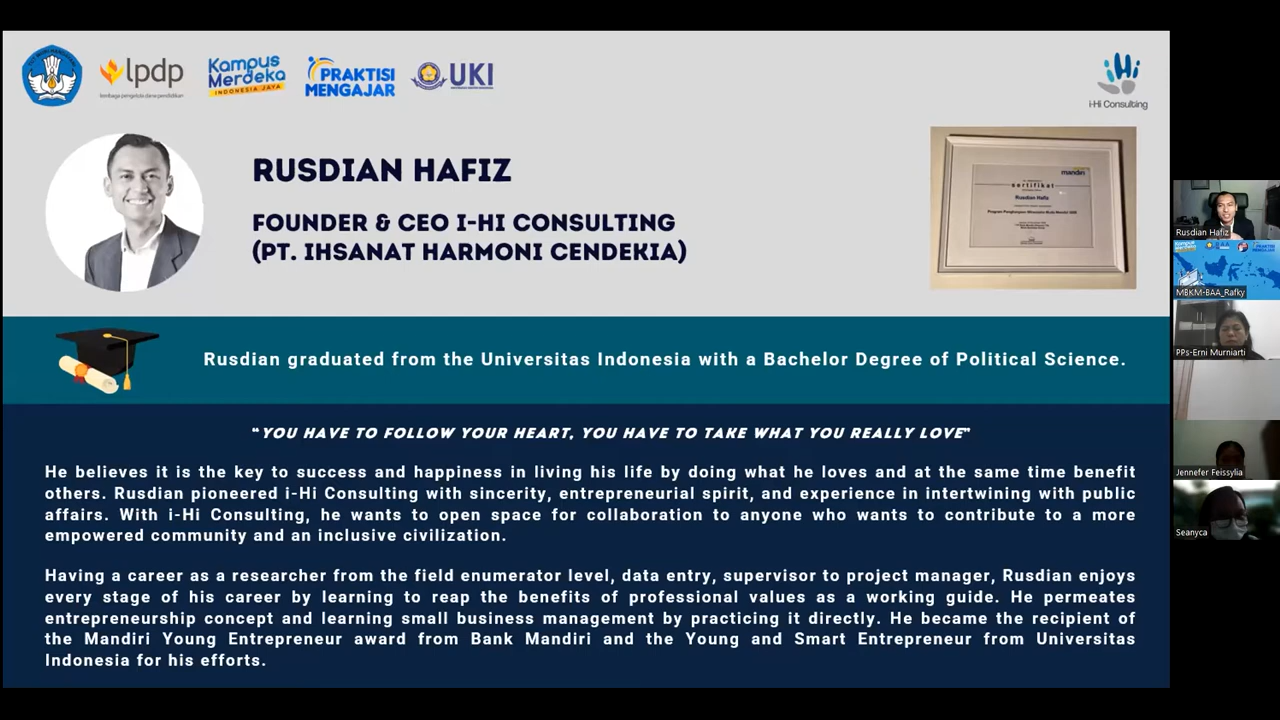 lpdp
lembaga pengelola dana pendidikan
Kampus
Merdeka
INDONESIA JAYA
PRAKTISI
MENGAJAR
UKI
iHi
i-Hi Consulting
RUSDIAN HAFIZ
FOUNDER & CEO I-HI CONSULTING
(PT. IHSANAT HARMONI CENDEKIA)
mandiri
sertifikat
Rusdian Hafiz
Rusdian graduated from the Universitas Indonesia with a Bachelor Degree of Political Science.
“YOU HAVE TO FOLLOW YOUR HEART, YOU HAVE TO TAKE WHAT YOU REALLY LOVE”
He believes it is the key to success and happiness in living his life by doing what he loves and at the same time benefit
others. Rusdian pioneered i-Hi Consulting with sincerity, entrepreneurial spirit, and experience in intertwining with public
affairs. With i-Hi Consulting, he wants to open space for collaboration to anyone who wants to contribute to a more
empowered community and an inclusive civilization.
Having a career as a researcher from the field enumerator level, data entry, supervisor to project manager, Rusdian enjoys
every stage of his career by learning to reap the benefits of professional values as a working guide. He permeates
entrepreneurship concept and learning small business management by practicing it directly. He became the recipient of
the Mandiri Young Entrepreneur award from Bank Mandiri and the Young and Smart Entrepreneur from Universitas
Indonesia for his efforts.
Rusdian Hafiz
MBKM-BAA_Rafky
PPs-Erni Murniarti
Jennefer Feissylia
Seanyca